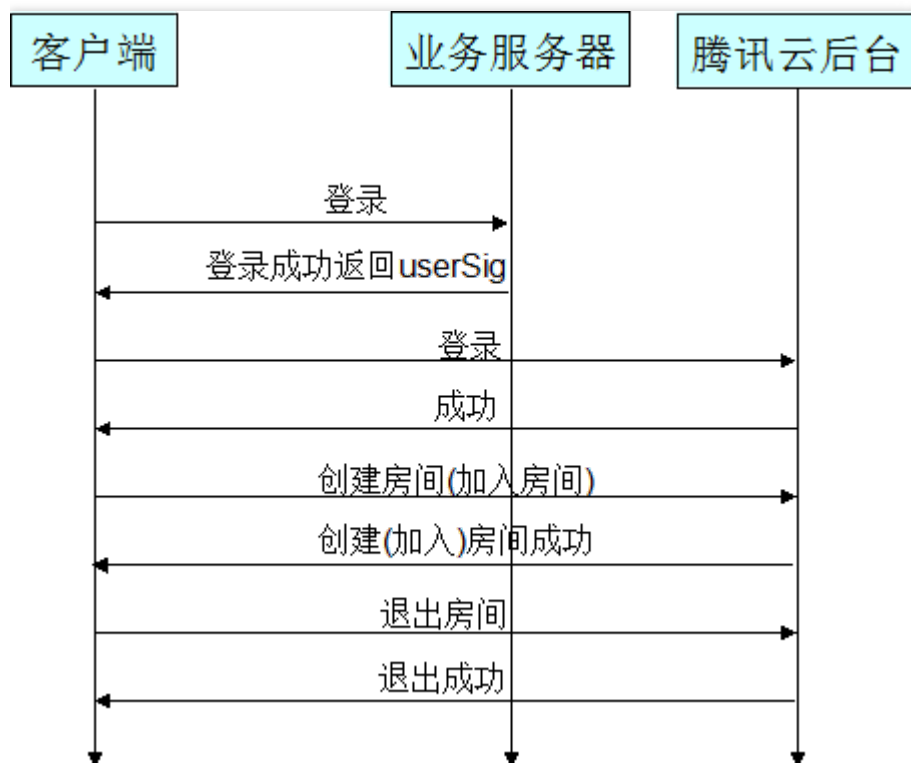 客户端
业务服务器
腾讯云后台
登录
登录成功返回userSig
登录
成功
创建房间(加入房间)
创建(加入)房间成功
退出房间
退出成功